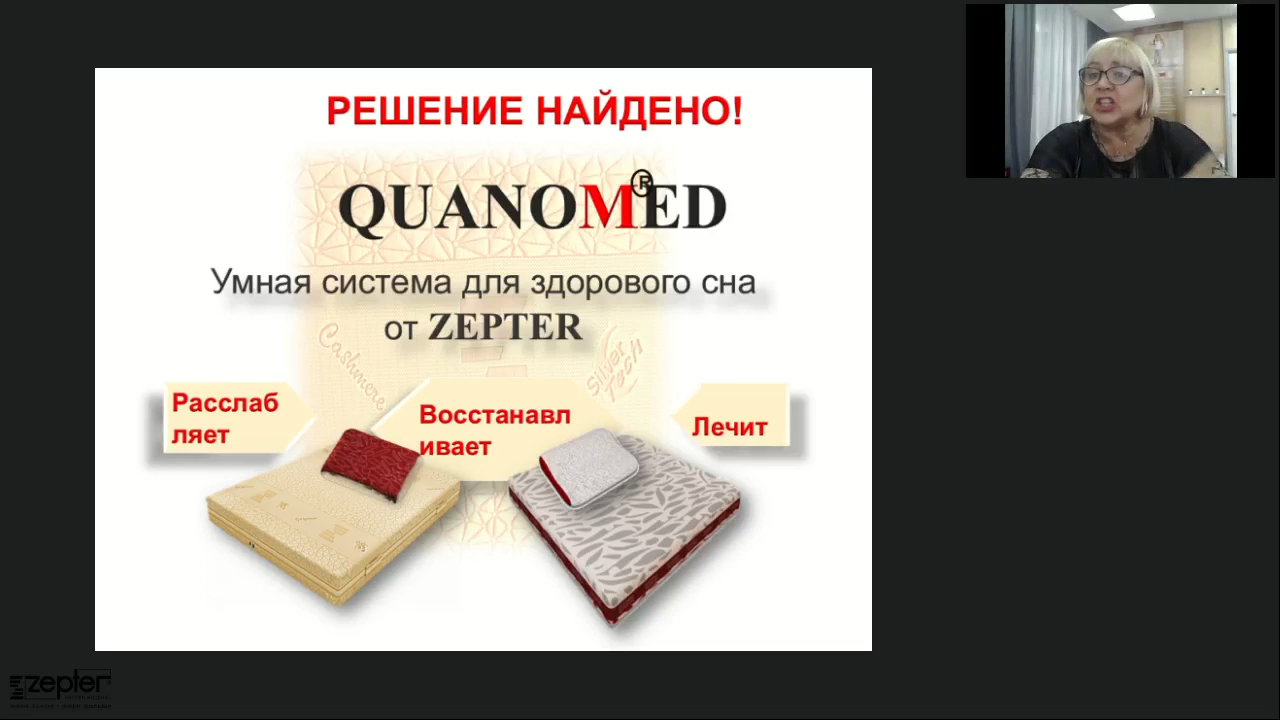 РЕШЕНИЕ НАЙДЕНО!
QUANOMED®
Умная система для здорового сна
от ZEPTER
Cashmere
Silver
Tech
Расслаб
ляет
Восстанавл
ивает
Лечит
zepter